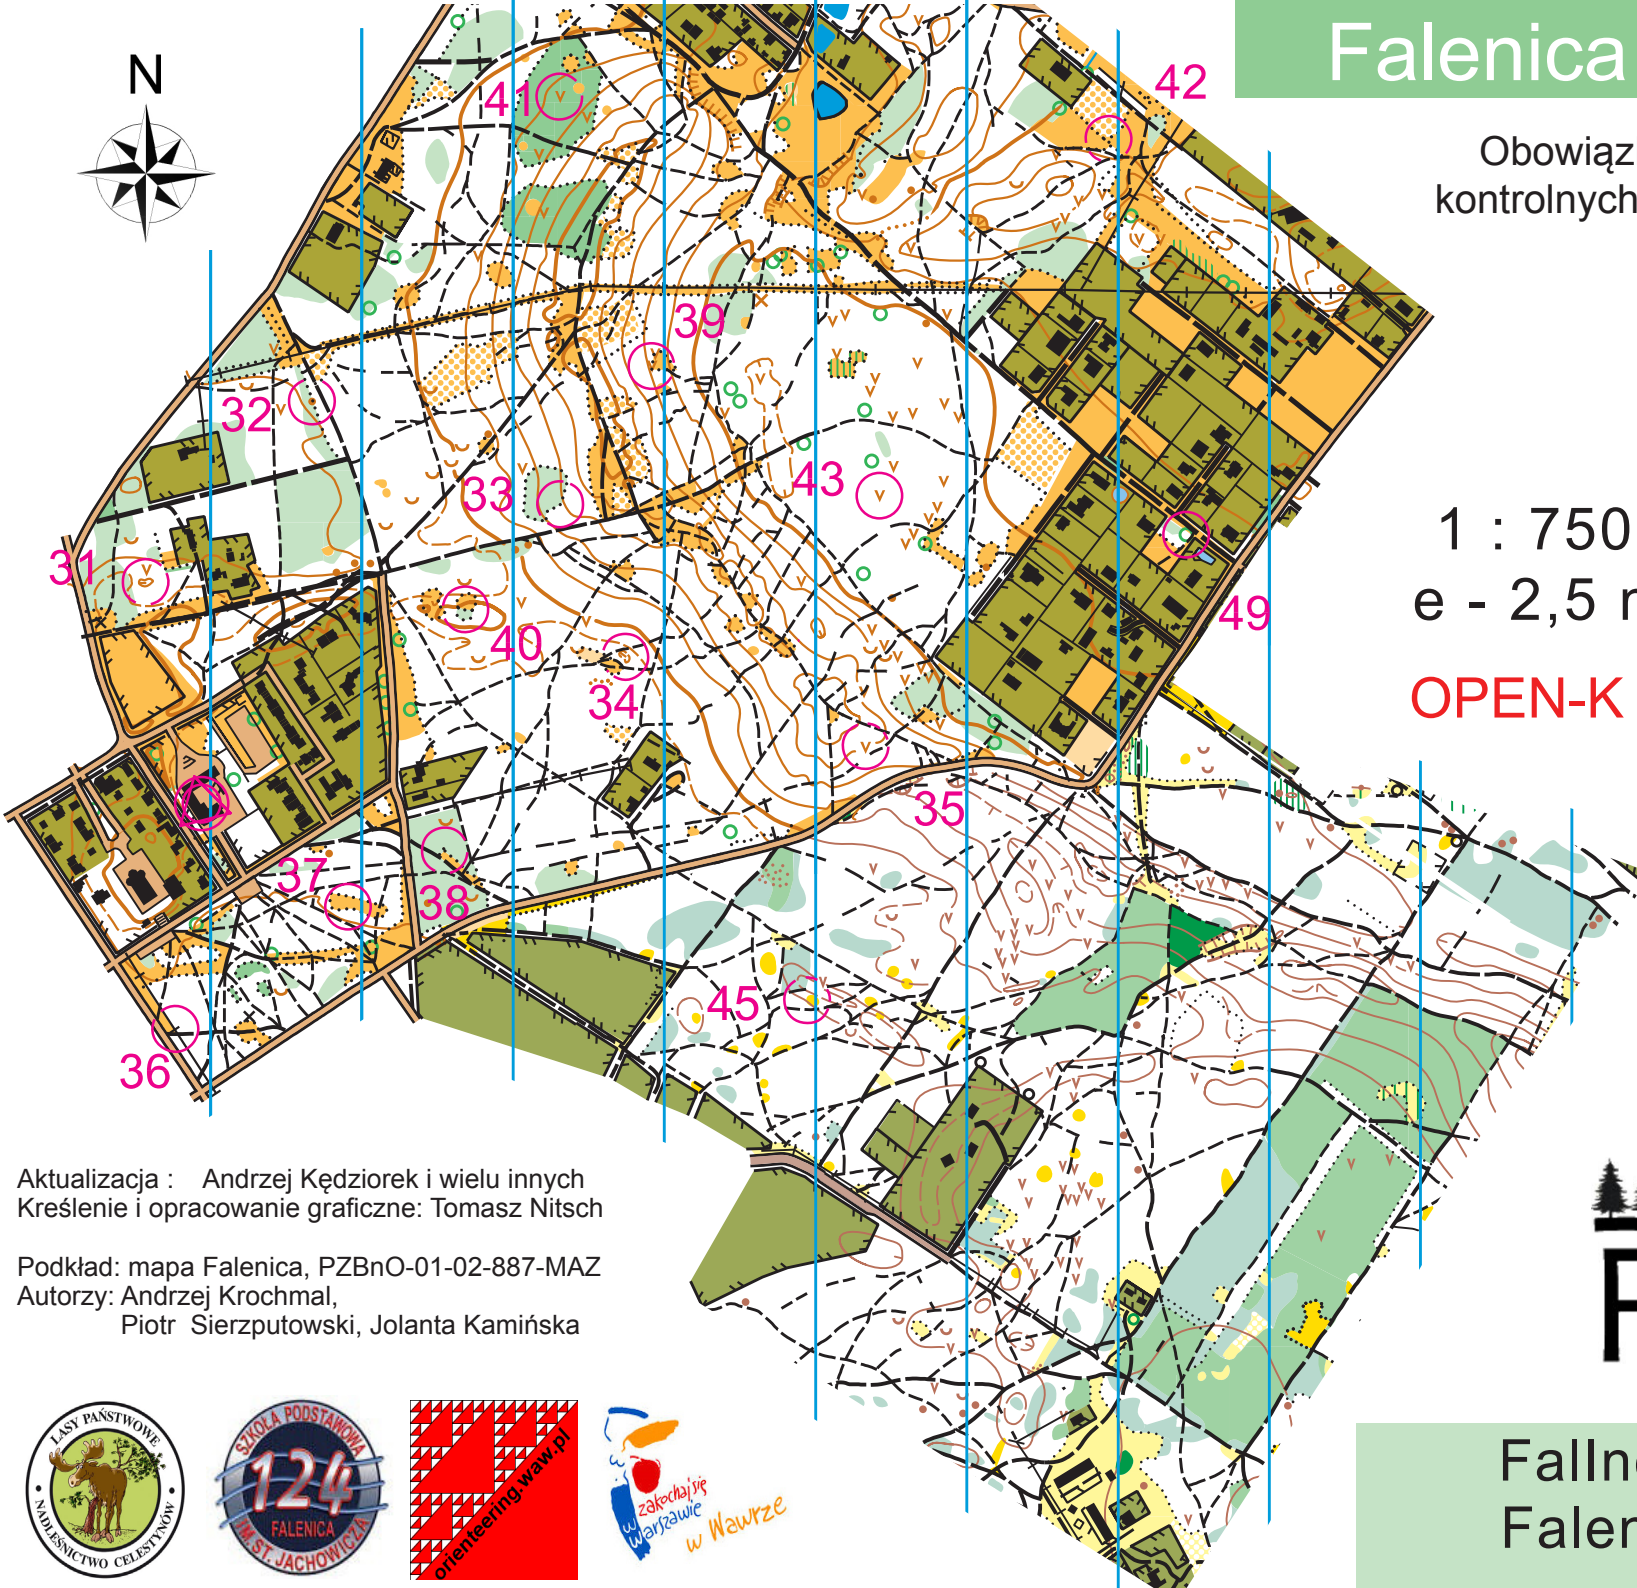 Falenica
N
Obowiąz
kontrolnych
41
42
39
32
33
43
31
40
49
34
35
37
38
45
36
1 : 750
e - 2,5
OPEN-K
Aktualizacja : Andrzej Kędziorek i wielu innych
Kreślenie i opracowanie graficzne: Tomasz Nitsch
Podkład: mapa Falenica, PZBnO-01-02-887-MAZ
Autorzy: Andrzej Krochmal,
Piotr Sierzputowski, Jolanta Kamińska
LASY PAŃSTWOWE
NADLEŚNICTWO CELESTYNÓW
SZKOŁA PODSTAWOWA
124
FALENICA
IM. ST. JACHOWICZA
orienteering.waw.pl
zakochaj się
w
warszawie
w Wawrze
FallIn
Falen